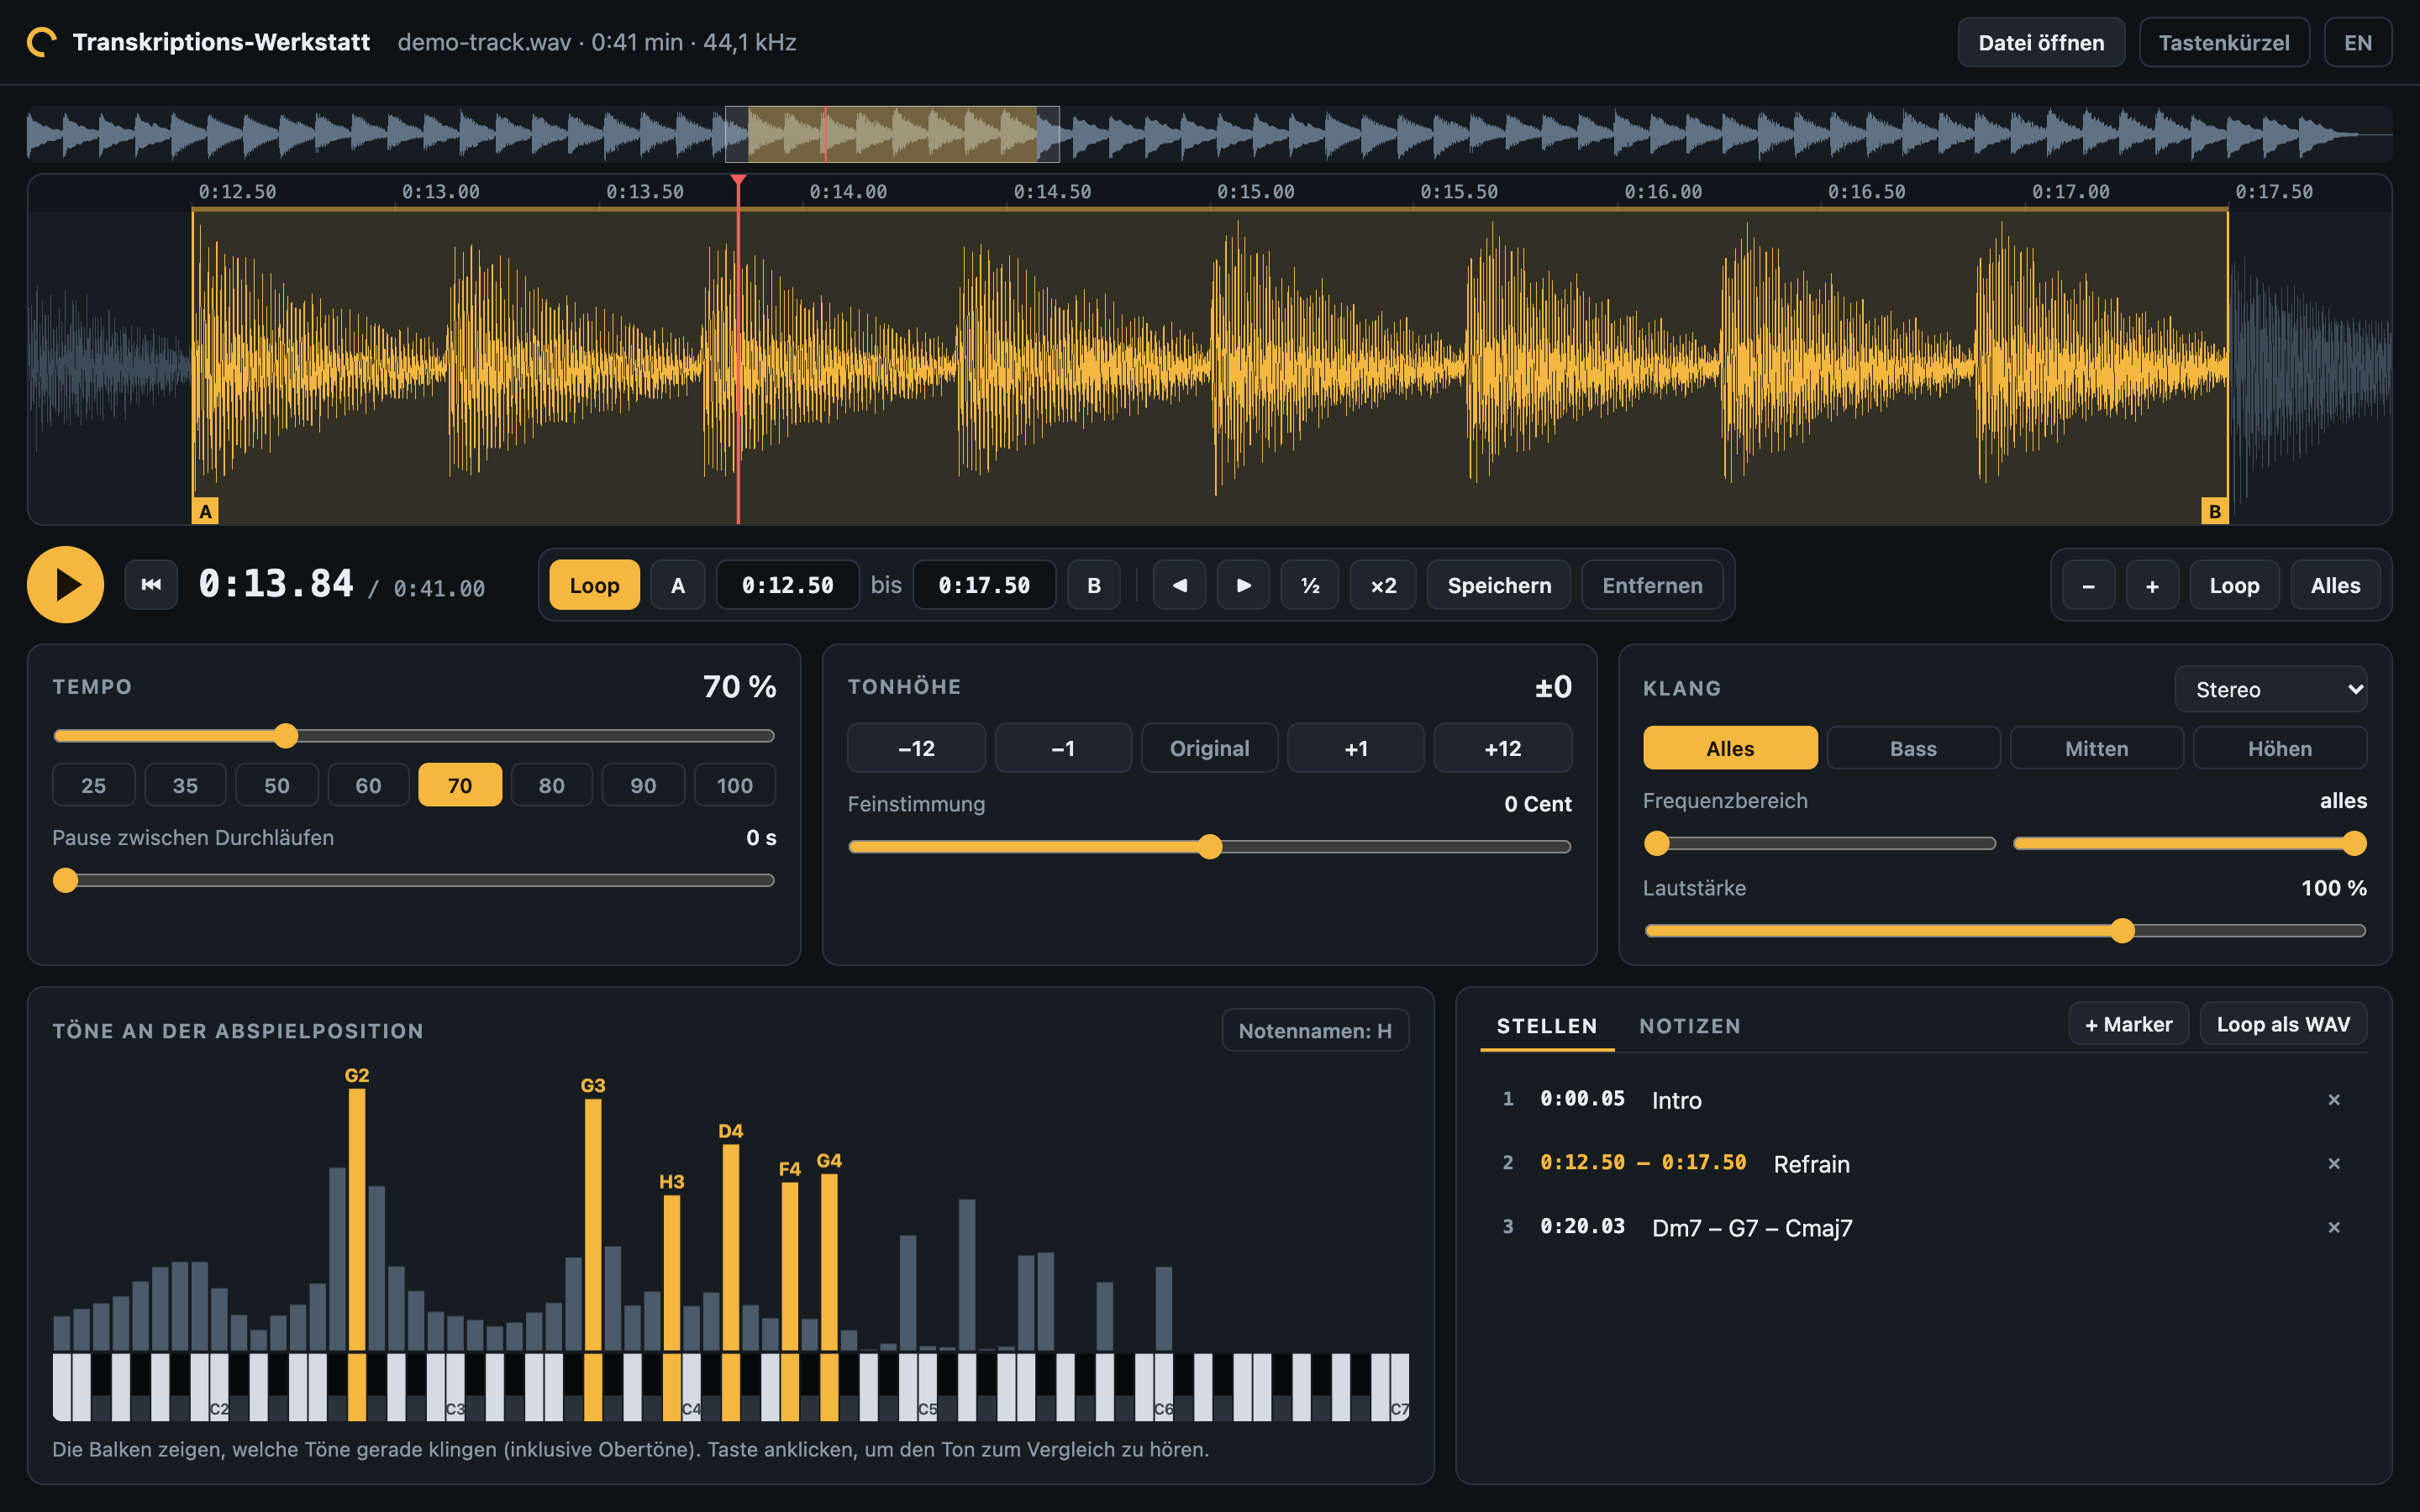 Transkriptions-Werkstatt demo-track.wav · 0:41 min · 44,1 kHz Datei öffnen Tastenkürzel EN
0:12.50 0:13.00 0:13.50 0:14.00 0:14.50 0:15.00 0:15.50 0:16.00 0:16.50 0:17.00 0:17.50
A B
0:13.84 / 0:41.00 Loop A 0:12.50 bis 0:17.50 B ½ ×2 Speichern Entfernen – + Loop Alles
TEMPO 70 %
25 35 50 60 70 80 90 100
Pause zwischen Durchläufen 0 s
TONHÖHE ±0
–12 –1 Original +1 +12
Feinstimmung 0 Cent
KLANG Stereo
Alles Bass Mitten Höhen
Frequenzbereich alles
Lautstärke 100 %
TÖNE AN DER ABSPIELPOSITION Notennamen: H
G2 G3 H3 D4 F4 G4
C2 C3 C4 C5 C6 C7
Die Balken zeigen, welche Töne gerade klingen (inklusive Obertöne). Taste anklicken, um den Ton zum Vergleich zu hören.
STELLEN NOTIZEN + Marker Loop als WAV
1 0:00.05 Intro ×
2 0:12.50 – 0:17.50 Refrain ×
3 0:20.03 Dm7 – G7 – Cmaj7 ×